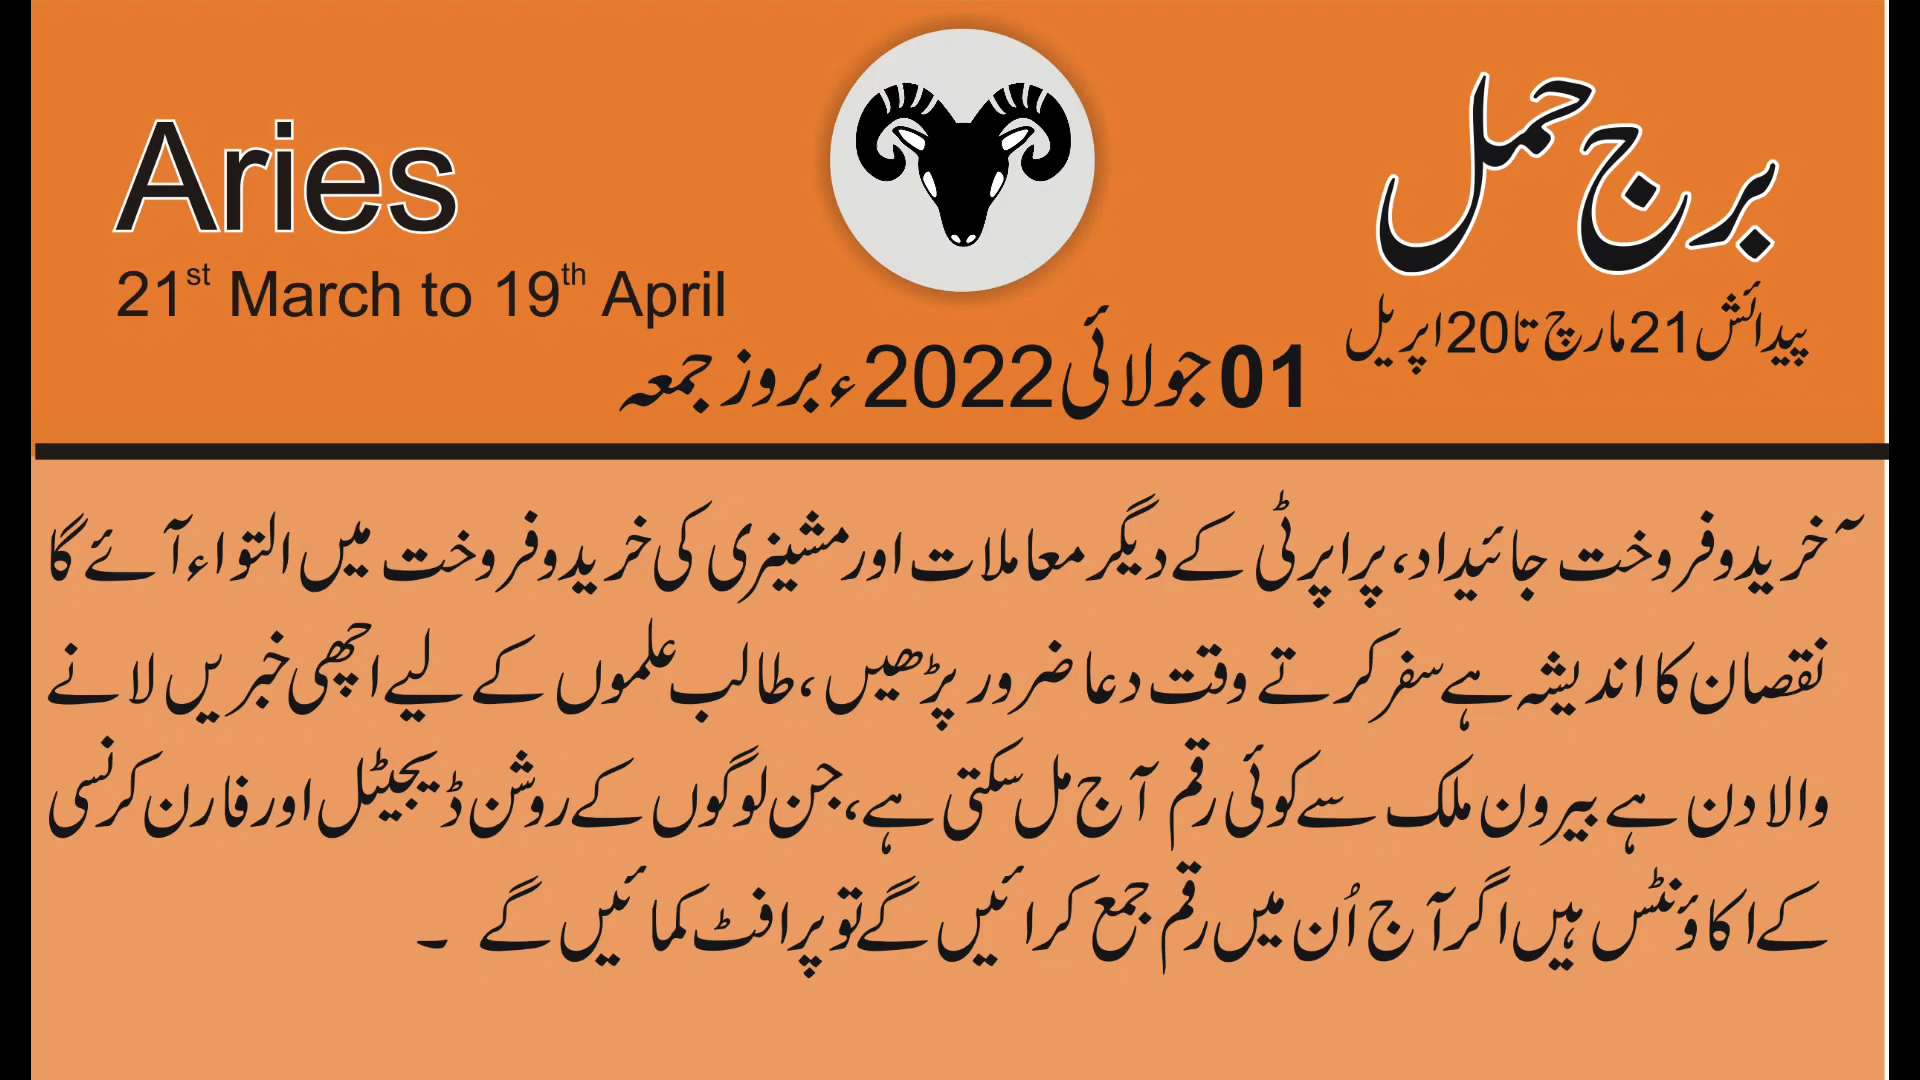 Aries
برج حمل
21st March to 19th April
پیدائش 21 مارچ تا 20 اپریل
01 جولائی 2022ء بروز جمعہ
خریدوفروخت جائیداد، پراپرٹی کے دیگر معاملات اور مشینری کی خریدوفروخت میں التواء آئے گا
نقصان کا اندیشہ ہے سفر کرتے وقت دعا ضرور پڑھیں، طالب علموں کے لیے اچھی خبریں لانے
والا دن ہے بیرون ملک سے کوئی رقم آج مل سکتی ہے، جن لوگوں کے روشن ڈیجیٹل اور فارن کرنسی
کے اکاؤنٹس ہیں اگر آج اُن میں رقم جمع کرائیں گے تو پرافٹ کمائیں گے ۔